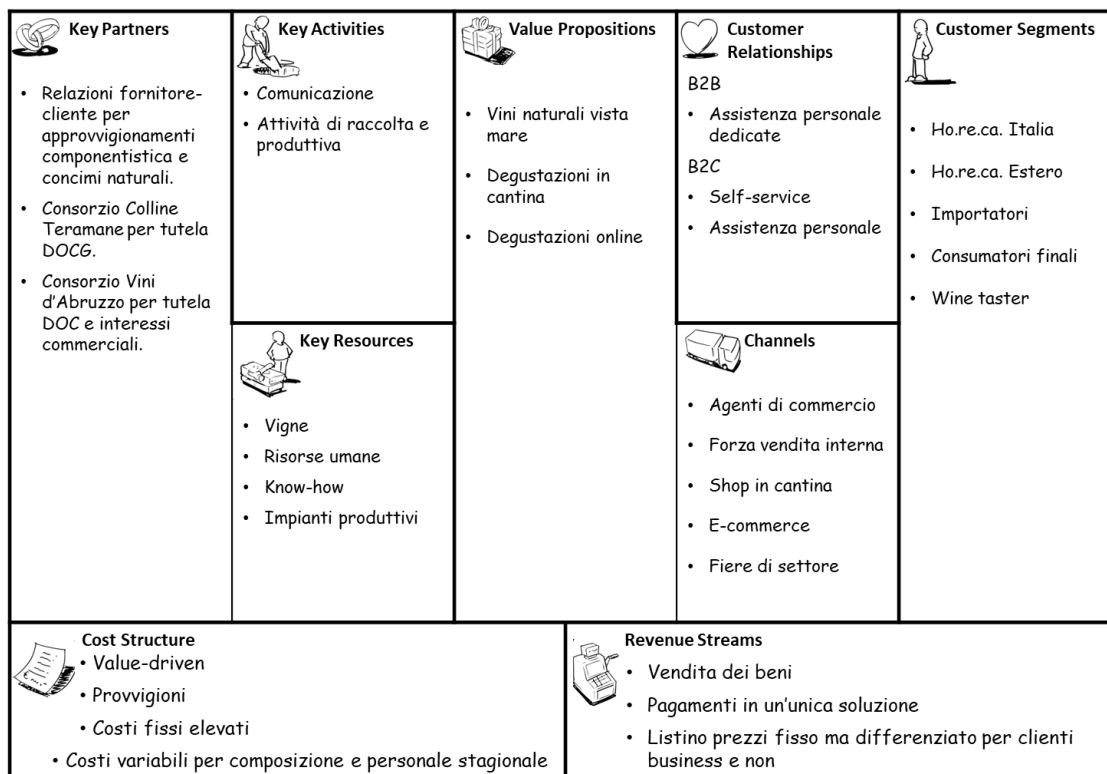 Key Partners
• Relazioni fornitore-
cliente per
approvvigionamenti
componentistica e
concimi naturali.
• Consorzio Colline
Teramane per tutela
DOCG.
• Consorzio Vini
d'Abruzzo per tutela
DOC e interessi
commerciali.
Key Activities
• Comunicazione
• Attività di raccolta e
produttiva
Key Resources
• Vigne
• Risorse umane
• Know-how
• Impianti produttivi
Value Propositions
• Vini naturali vista
mare
• Degustazioni in
cantina
• Degustazioni online
Customer
Relationships
B2B
• Assistenza personale
dedicate
B2C
• Self-service
• Assistenza personale
Channels
• Agenti di commercio
• Forza vendita interna
• Shop in cantina
• E-commerce
• Fiere di settore
Customer Segments
• Ho.re.ca. Italia
• Ho.re.ca. Estero
• Importatori
• Consumatori finali
• Wine taster
Cost Structure
• Value-driven
• Provvigioni
• Costi fissi elevati
• Costi variabili per composizione e personale stagionale
Revenue Streams
• Vendita dei beni
• Pagamenti in un'unica soluzione
• Listino prezzi fisso ma differenziato per clienti
business e non